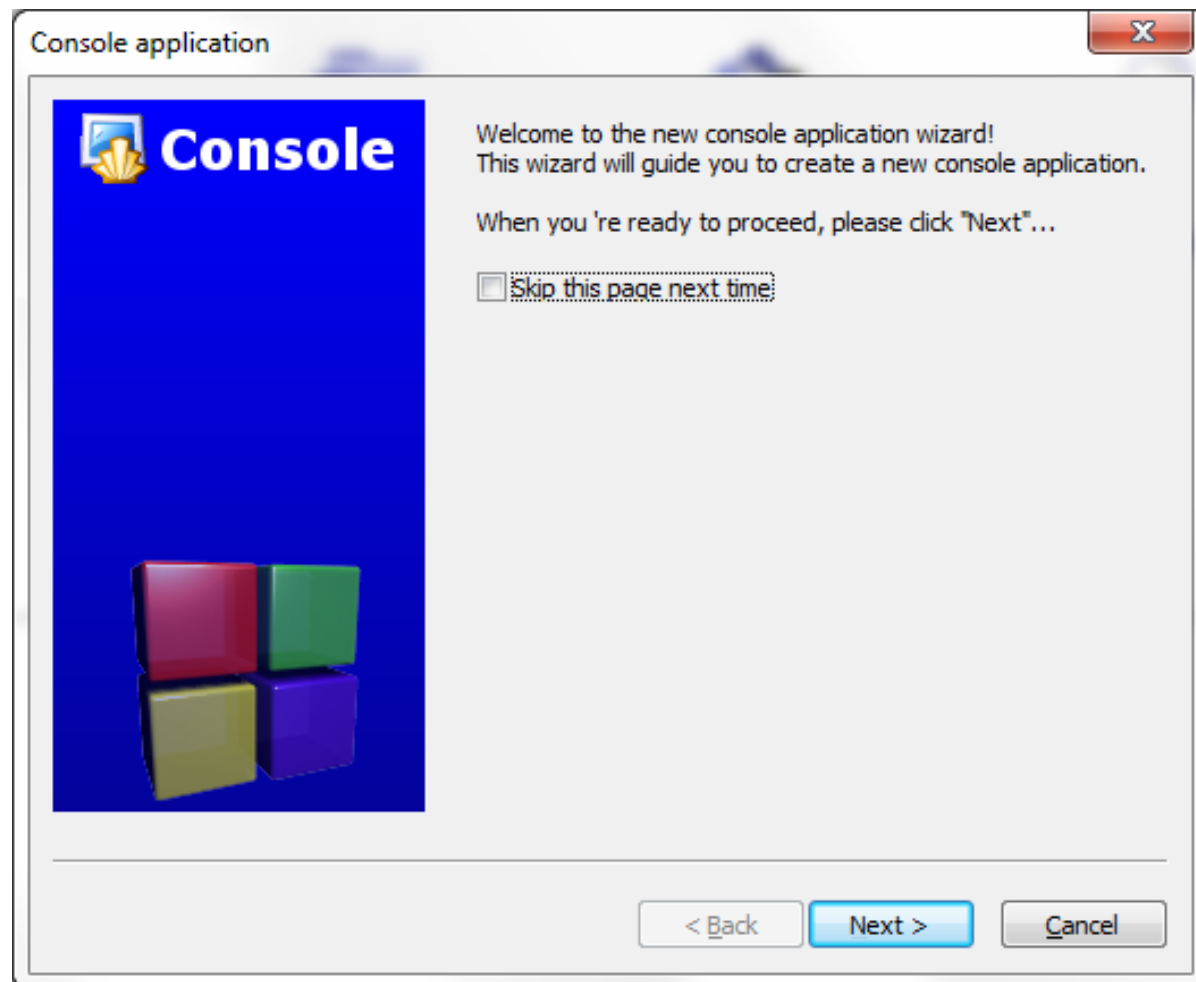 Console application
Console
Welcome to the new console application wizard!
This wizard will guide you to create a new console application.
When you 're ready to proceed, please click "Next"...
Skip this page next time
< Back
Next >
Cancel